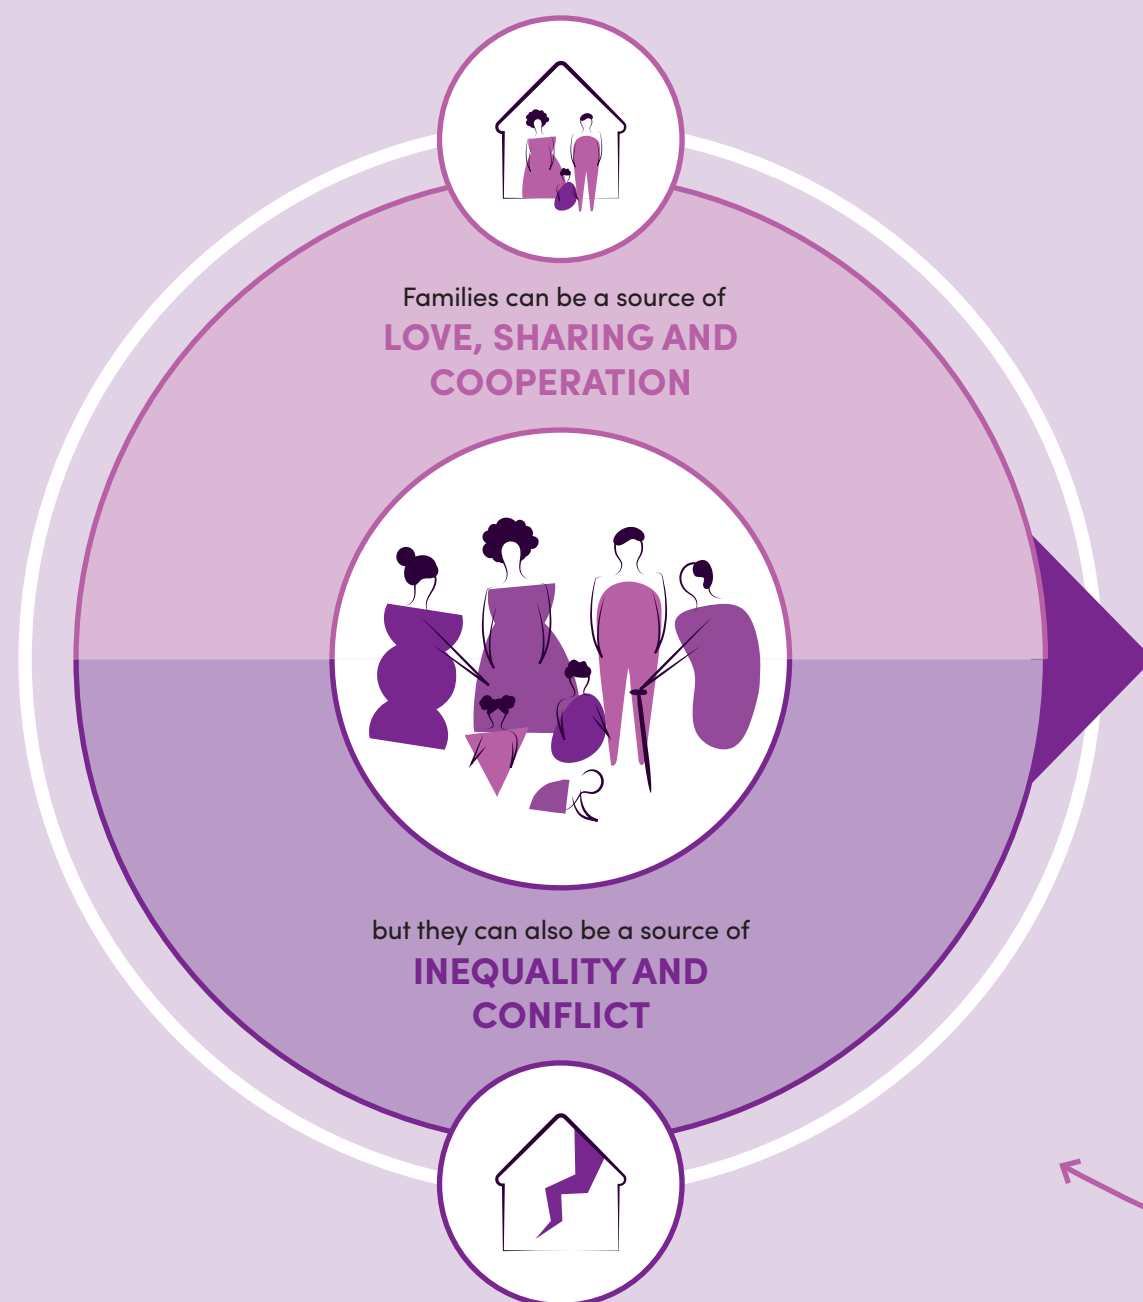 Families can be a source of
LOVE, SHARING AND
COOPERATION
but they can also be a source of
INEQUALITY AND
CONFLICT